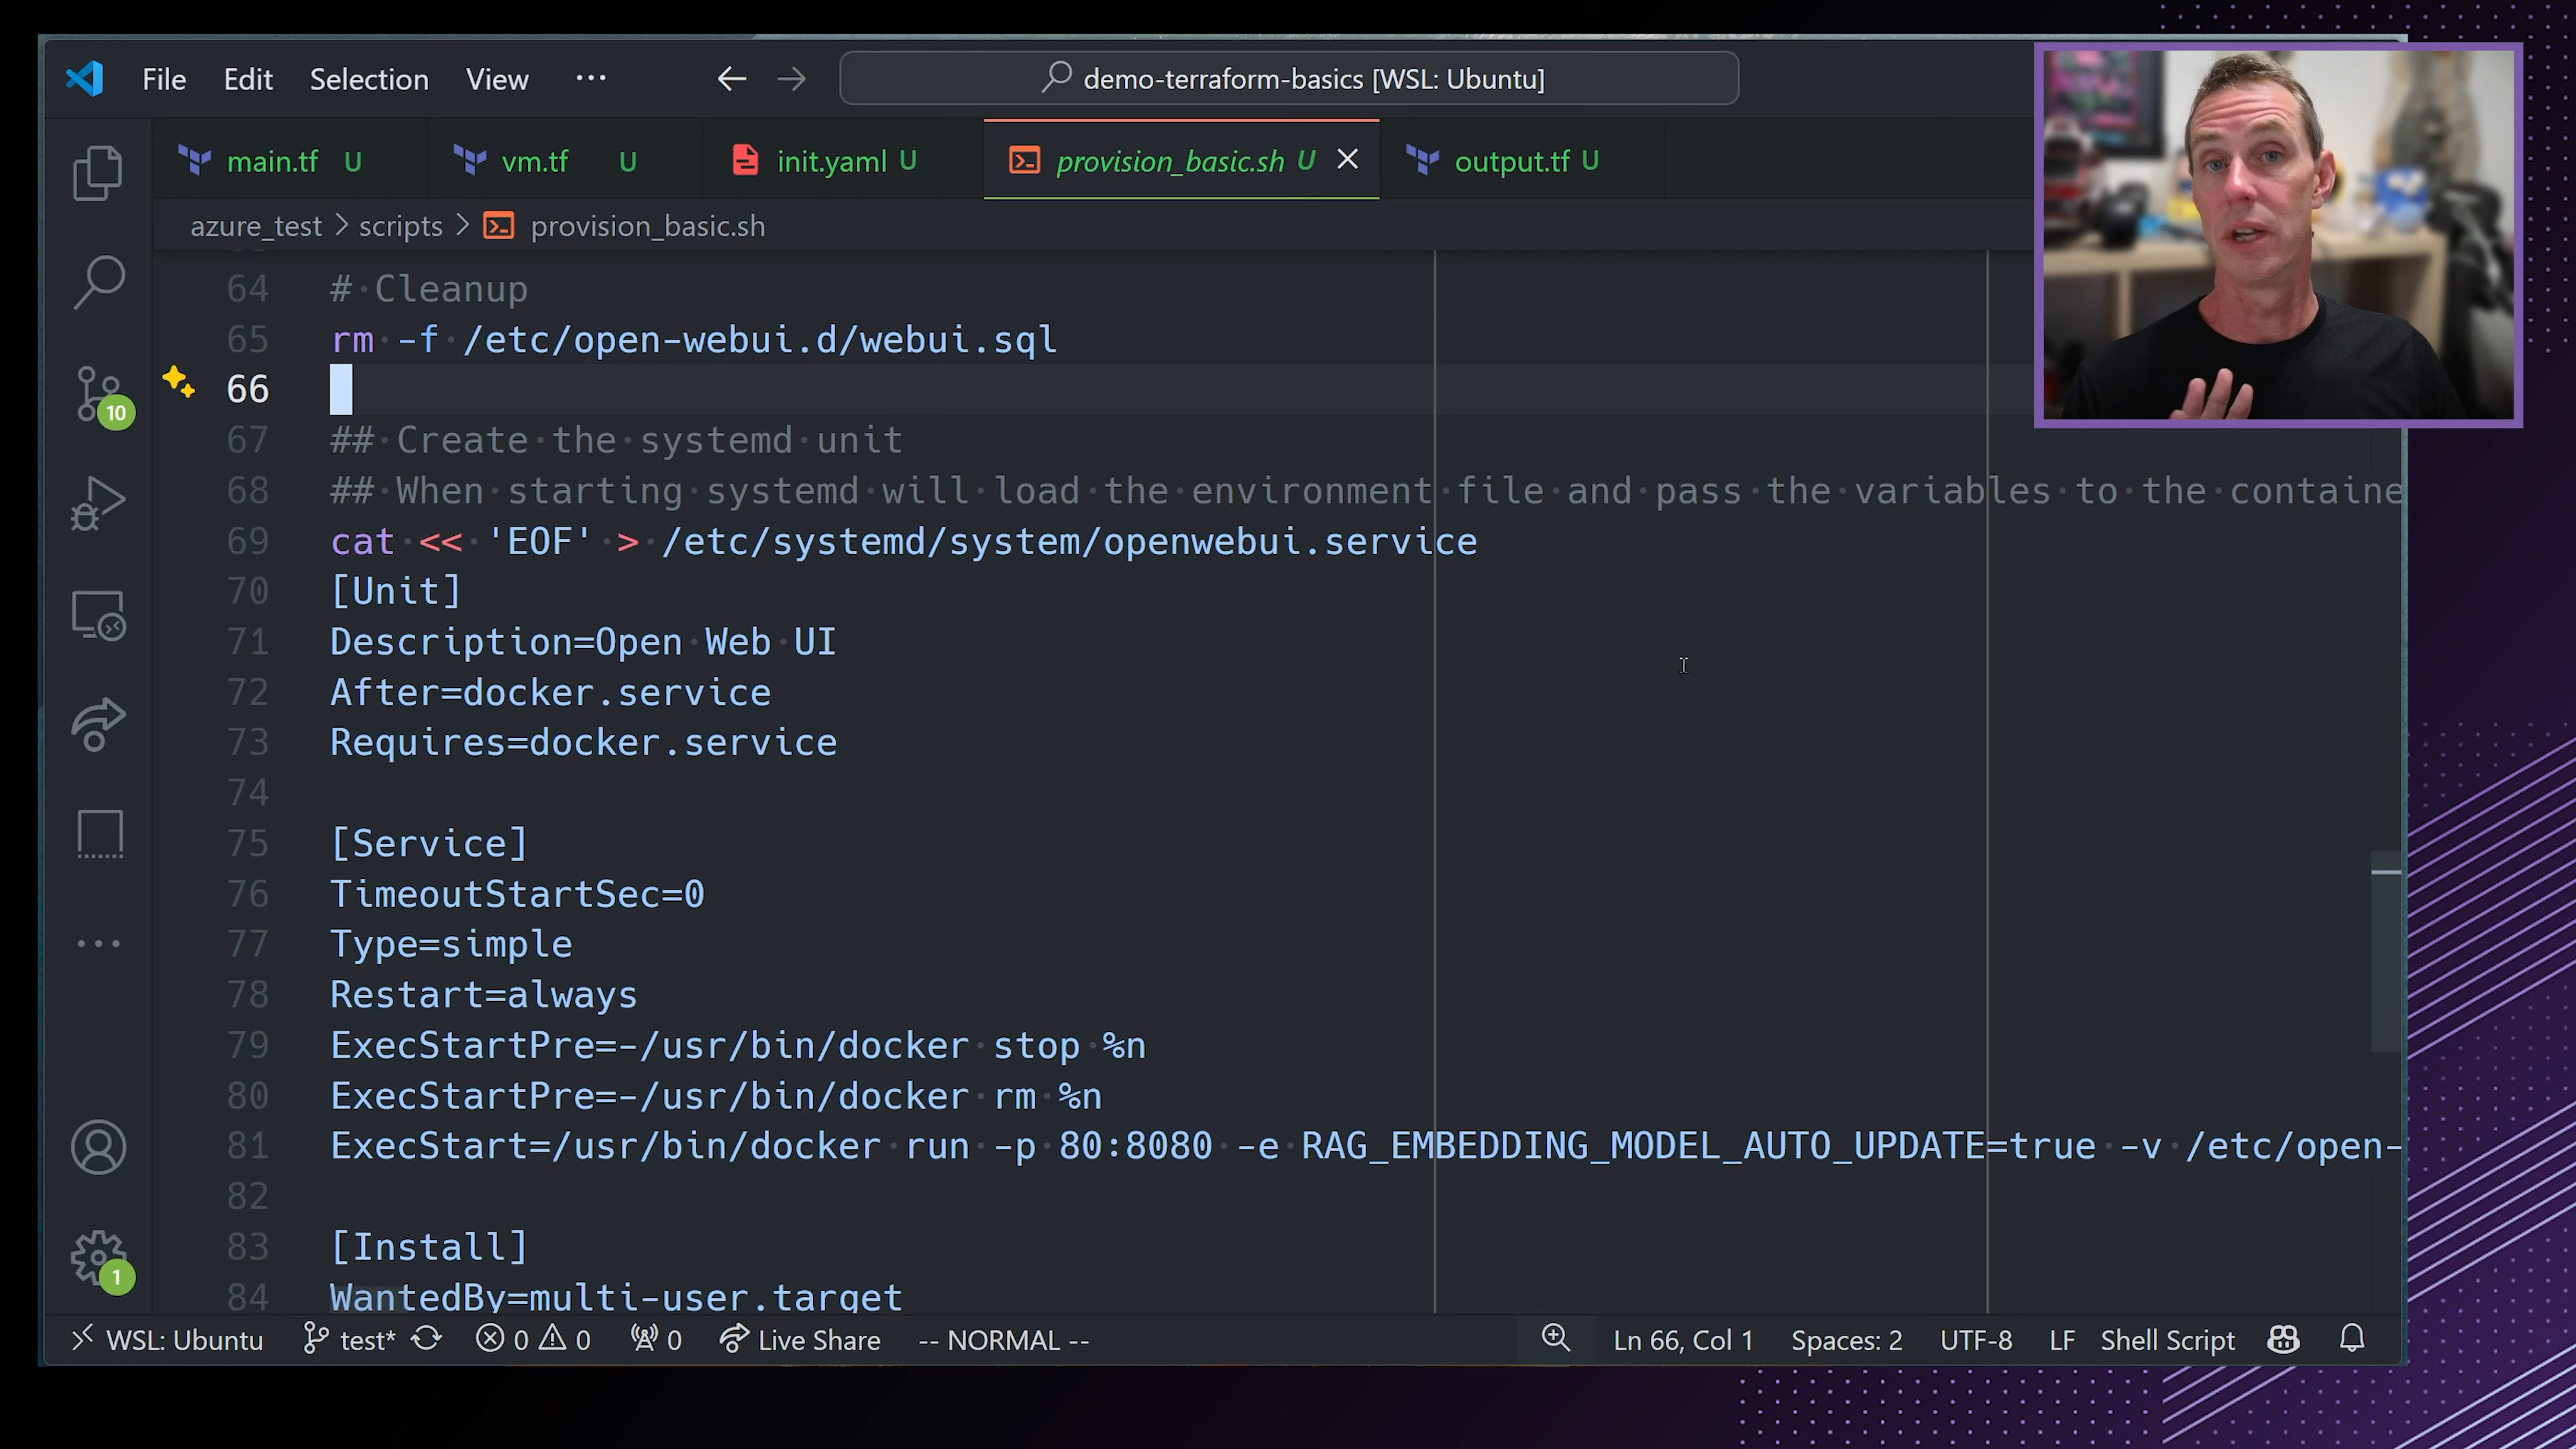 File Edit Selection View ···
demo-terraform-basics [WSL: Ubuntu]
main.tf U vm.tf U init.yaml U provision_basic.sh U output.tf U
azure_test > scripts > provision_basic.sh
64 # Cleanup
65 rm -f /etc/open-webui.d/webui.sql
66
67 ## Create the systemd unit
68 ## When starting systemd will load the environment file and pass the variables to the containe
69 cat << 'EOF' > /etc/systemd/system/openwebui.service
70 [Unit]
71 Description=Open Web UI
72 After=docker.service
73 Requires=docker.service
74
75 [Service]
76 TimeoutStartSec=0
77 Type=simple
78 Restart=always
79 ExecStartPre=-/usr/bin/docker stop %n
80 ExecStartPre=-/usr/bin/docker rm %n
81 ExecStart=/usr/bin/docker run -p 80:8080 -e RAG_EMBEDDING_MODEL_AUTO_UPDATE=true -v /etc/open-
82
83 [Install]
84 WantedBy=multi-user.target
10
1
WSL: Ubuntu test* 0 0 0 Live Share -- NORMAL -- Ln 66, Col 1 Spaces: 2 UTF-8 LF Shell Script